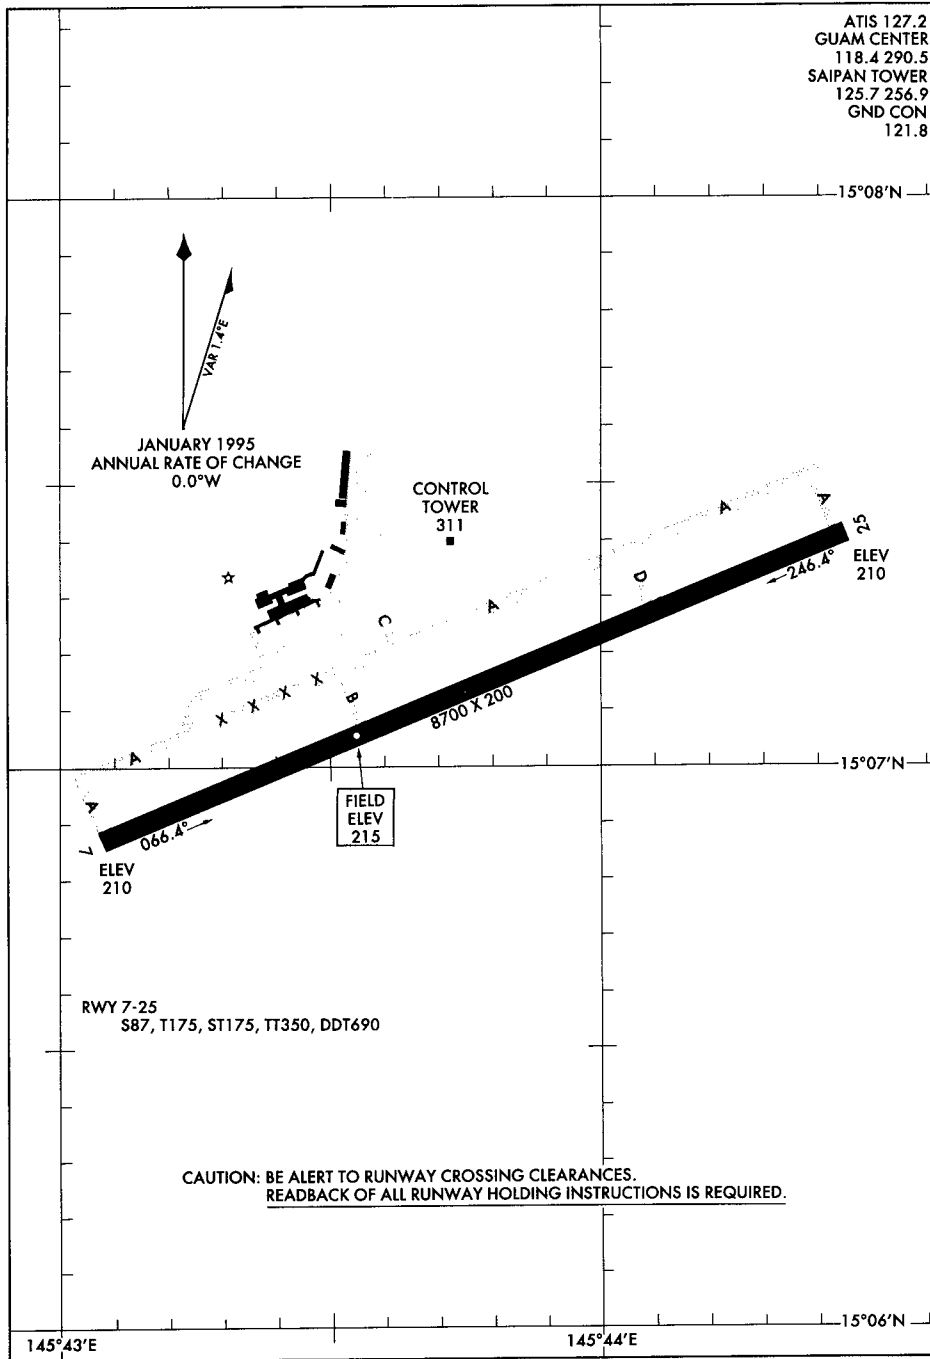 ATIS 127.2
GUAM CENTER
118.4 290.5
SAIPAN TOWER
125.7 256.9
GND CON
121.8
15°08'N
VAR 1.4°E
JANUARY 1995
ANNUAL RATE OF CHANGE
0.0°W
CONTROL
TOWER
311
A
A
25
ELEV
210
246.4°
D
A
C
X X X X
B
8700 X 200
A
15°07'N
A
FIELD
ELEV
215
066.4°
7
ELEV
210
RWY 7-25
S87, T175, ST175, TT350, DDT690
CAUTION: BE ALERT TO RUNWAY CROSSING CLEARANCES.
READBACK OF ALL RUNWAY HOLDING INSTRUCTIONS IS REQUIRED.
15°06'N
145°43'E
145°44'E